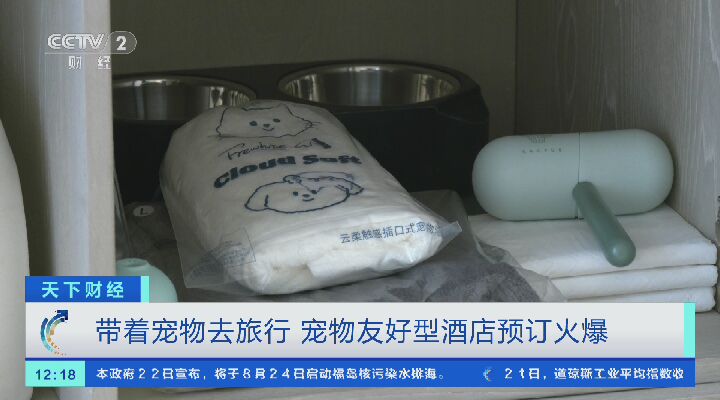 CCTV 2
财经
Cloud Soft
云柔触感插口式宠物
L
天下财经
带着宠物去旅行 宠物友好型酒店预订火爆
12:18
本政府22日宣布，将于8月24日启动福岛核污染水排海。 21日，道琼斯工业平均指数收